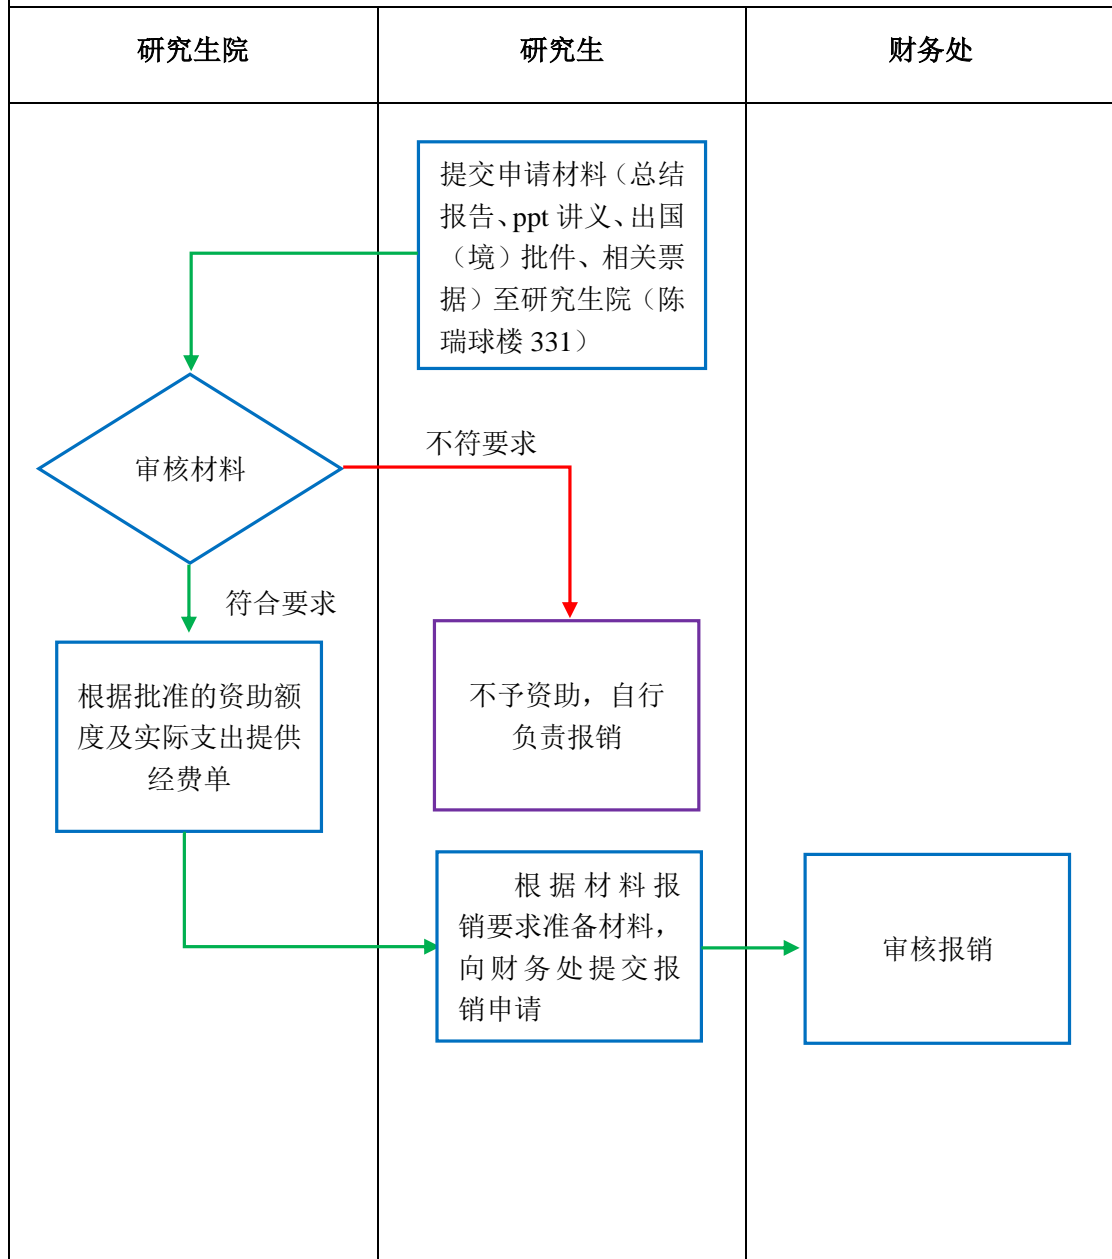 研究生院
研究生
财务处
提交申请材料（总结
报告、ppt 讲义、出国
（境）批件、相关票
据）至研究生院（陈
瑞球楼 331）
审核材料
不符要求
符合要求
根据批准的资助额
度及实际支出提供
经费单
不予资助，自行
负责报销
根据材料报
销要求准备材料，
向财务处提交报
销申请
审核报销